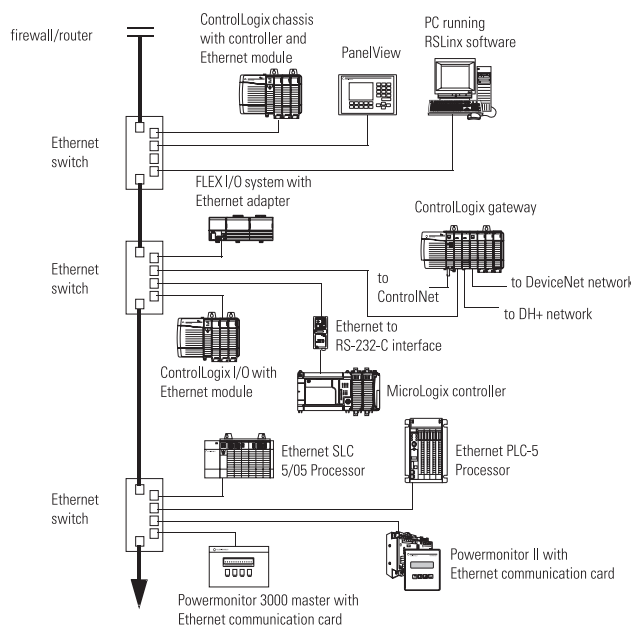 firewall/router
ControlLogix chassis
with controller and
Ethernet module
PanelView
PC running
RSLinx software
Ethernet
switch
FLEX I/O system with
Ethernet adapter
ControlLogix gateway
Ethernet
switch
to
ControlNet
to DeviceNet network
to DH+ network
Ethernet to
RS-232-C interface
ControlLogix I/O with
Ethernet module
MicroLogix controller
Ethernet SLC
5/05 Processor
Ethernet PLC-5
Processor
Ethernet
switch
Powermonitor II with
Ethernet communication card
Powermonitor 3000 master with
Ethernet communication card